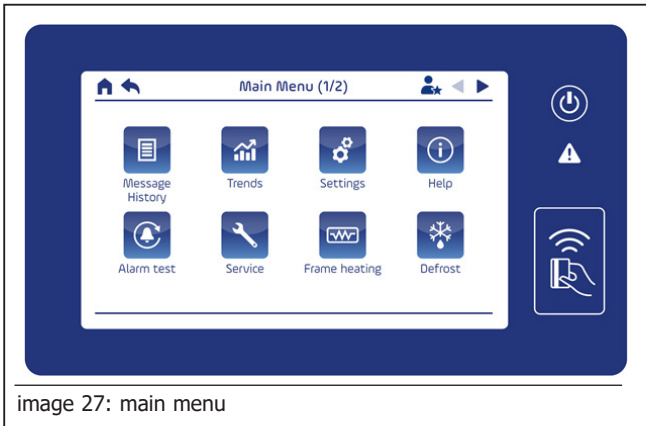 Main Menu (1/2)
Message
History
Trends
Settings
Help
Alarm test
Service
Frame heating
Defrost
image 27: main menu